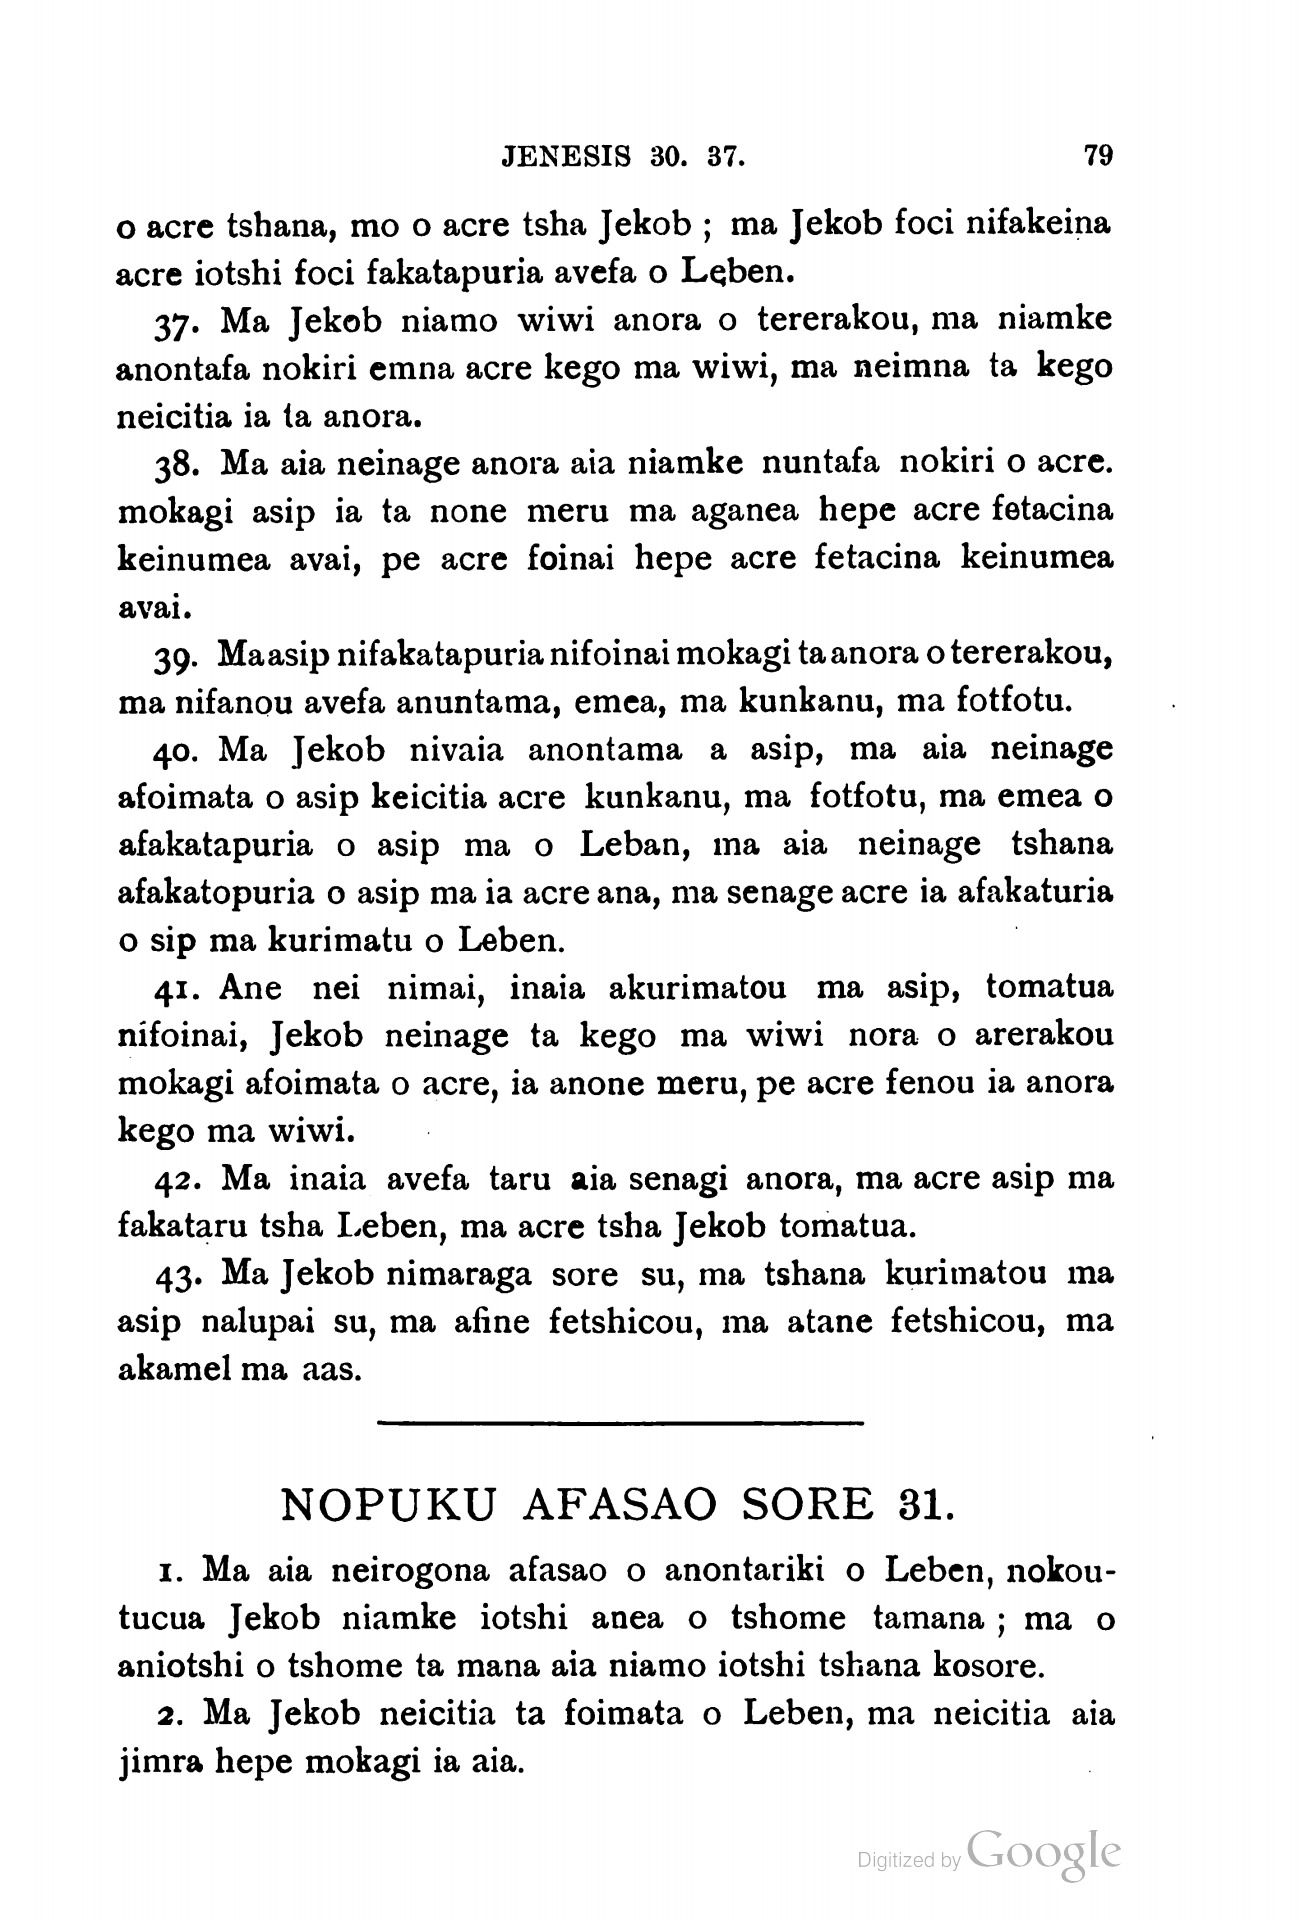 JENESIS 30. 37. 79
o acre tshana, mo o acre tsha Jekob ; ma Jekob foci nifakeina
acre iotshi foci fakatapuria avefa o Leben.
37. Ma Jekob niamo wiwi anora o tererakou, ma niamke
anontafa nokiri emna acre kego ma wiwi, ma neimna ta kego
neicitia ia ta anora.
38. Ma aia neinage anora aia niamke nuntafa nokiri o acre.
mokagi asip ia ta none meru ma aganea hepe acre fetacina
keinumea avai, pe acre foinai hepe acre fetacina keinumea
avai.
39. Ma asip nifakatapuria nifoinai mokagi ta anora o tererakou,
ma nifanou avefa anuntama, emea, ma kunkanu, ma fotfotu.
40. Ma Jekob nivaia anontama a asip, ma aia neinage
afoimata o asip keicitia acre kunkanu, ma fotfotu, ma emea o
afakatapuria o asip ma o Leban, ma aia neinage tshana
afakatopuria o asip ma ia acre ana, ma senage acre ia afakaturia
o sip ma kurimatu o Leben.
41. Ane nei nimai, inaia akurimatou ma asip, tomatua
nifoinai, Jekob neinage ta kego ma wiwi nora o arerakou
mokagi afoimata o acre, ia anone meru, pe acre fenou ia anora
kego ma wiwi.
42. Ma inaia avefa taru aia senagi anora, ma acre asip ma
fakataru tsha Leben, ma acre tsha Jekob tomatua.
43. Ma Jekob nimaraga sore su, ma tshana kurimatou ma
asip nalupai su, ma afine fetshicou, ma atane fetshicou, ma
akamel ma aas.
NOPUKU AFASAO SORE 31.
1. Ma aia neirogona afasao o anontariki o Leben, nokou-
tucua Jekob niamke iotshi anea o tshome tamana ; ma o
aniotshi o tshome ta mana aia niamo iotshi tshana kosore.
2. Ma Jekob neicitia ta foimata o Leben, ma neicitia aia
jimra hepe mokagi ia aia.
Digitized by Google